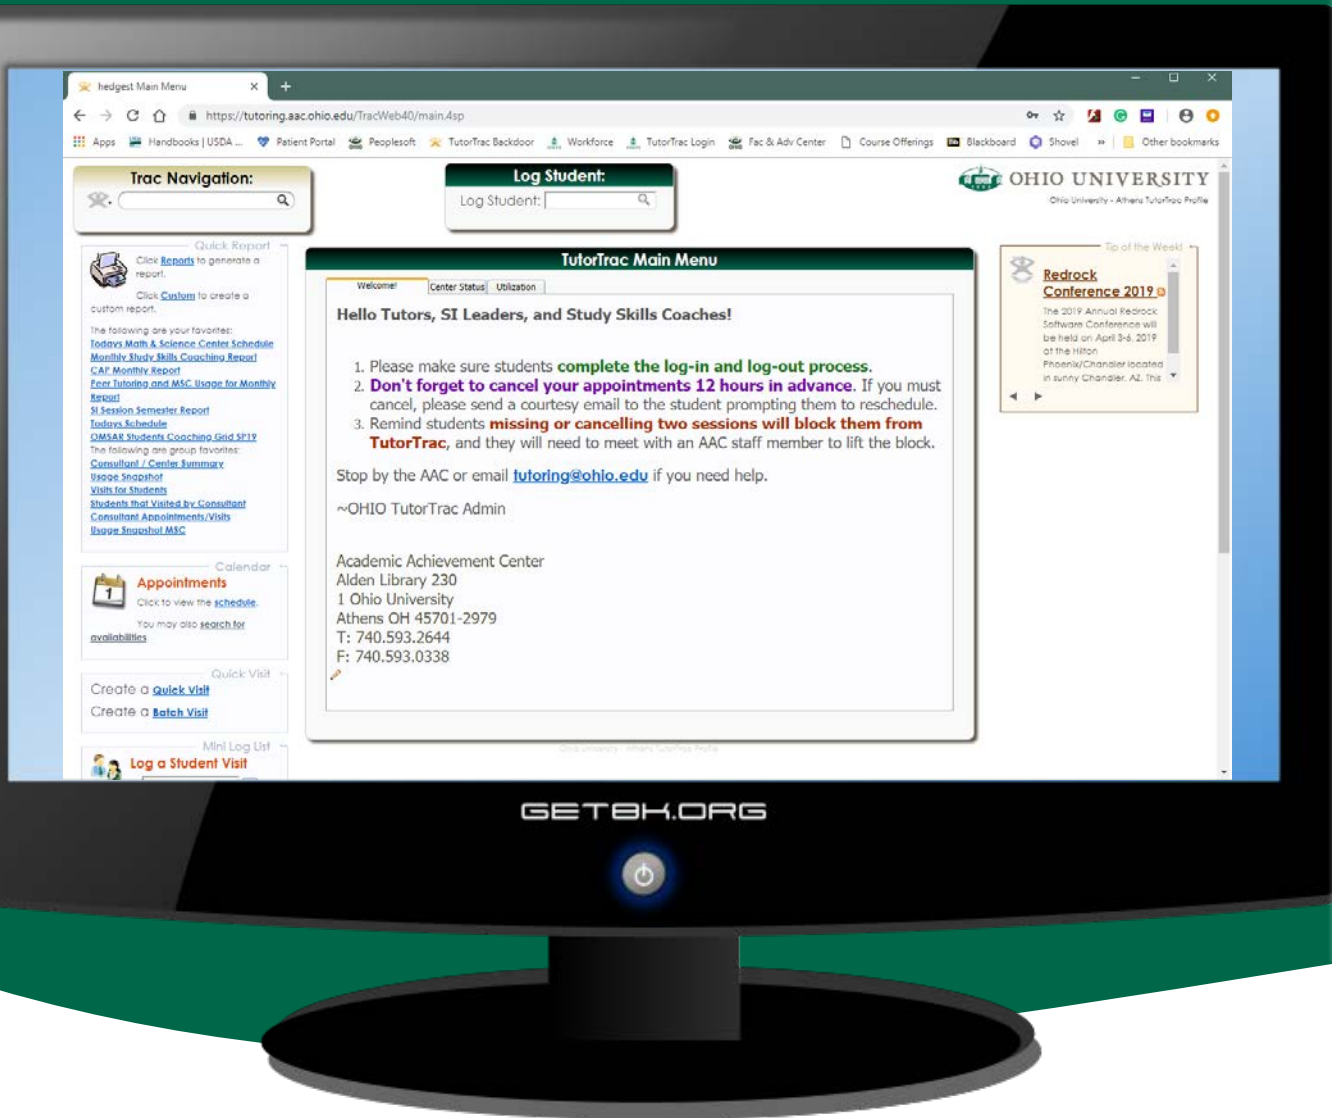 hedgest Main Menu
https://tutoring.aac.ohio.edu/TracWeb40/main.4sp
Apps Handbooks | USDA ... Patient Portal Peoplesoft TutorTrac Backdoor Workforce TutorTrac Login Fac & Adv Center Course Offerings Blackboard Shovel » Other bookmarks
Trac Navigation:
Log Student:
Log Student:
OHIO UNIVERSITY
Ohio University - Athens TutorTrac Profile
Quick Report
Click Reports to generate a
report.
Click Custom to create a
custom report.
The following are your favorites:
Todays Math & Science Center Schedule
Monthly Study Skills Coaching Report
CAP Monthly Report
Peer Tutoring and MSC Usage for Monthly
Report
SI Session Semester Report
Todays Schedule
OMSAR Students Coaching Grid SP19
The following are group favorites:
Consultant / Center Summary
Usage Snapshot
Visits for Students
Students that Visited by Consultant
Consultant Appointments/Visits
Usage Snapshot MSC
Calendar
1
Appointments
Click to view the schedule.
You may also search for
availabilities
Quick Visit
Create a Quick Visit
Create a Batch Visit
Mini Log List
Log a Student Visit
TutorTrac Main Menu
Welcome! Center Status Utilization
Hello Tutors, SI Leaders, and Study Skills Coaches!
1. Please make sure students complete the log-in and log-out process.
2. Don't forget to cancel your appointments 12 hours in advance. If you must
cancel, please send a courtesy email to the student prompting them to reschedule.
3. Remind students missing or cancelling two sessions will block them from
TutorTrac, and they will need to meet with an AAC staff member to lift the block.
Stop by the AAC or email tutoring@ohio.edu if you need help.
~OHIO TutorTrac Admin
Academic Achievement Center
Alden Library 230
1 Ohio University
Athens OH 45701-2979
T: 740.593.2644
F: 740.593.0338
Ohio University - Athens TutorTrac Profile
Tip of the Week!
Redrock
Conference 2019
The 2019 Annual Redrock
Software Conference will
be held on April 3-6, 2019
at the Hilton
Phoenix/Chandler located
in sunny Chandler, AZ. This
GET8K.ORG